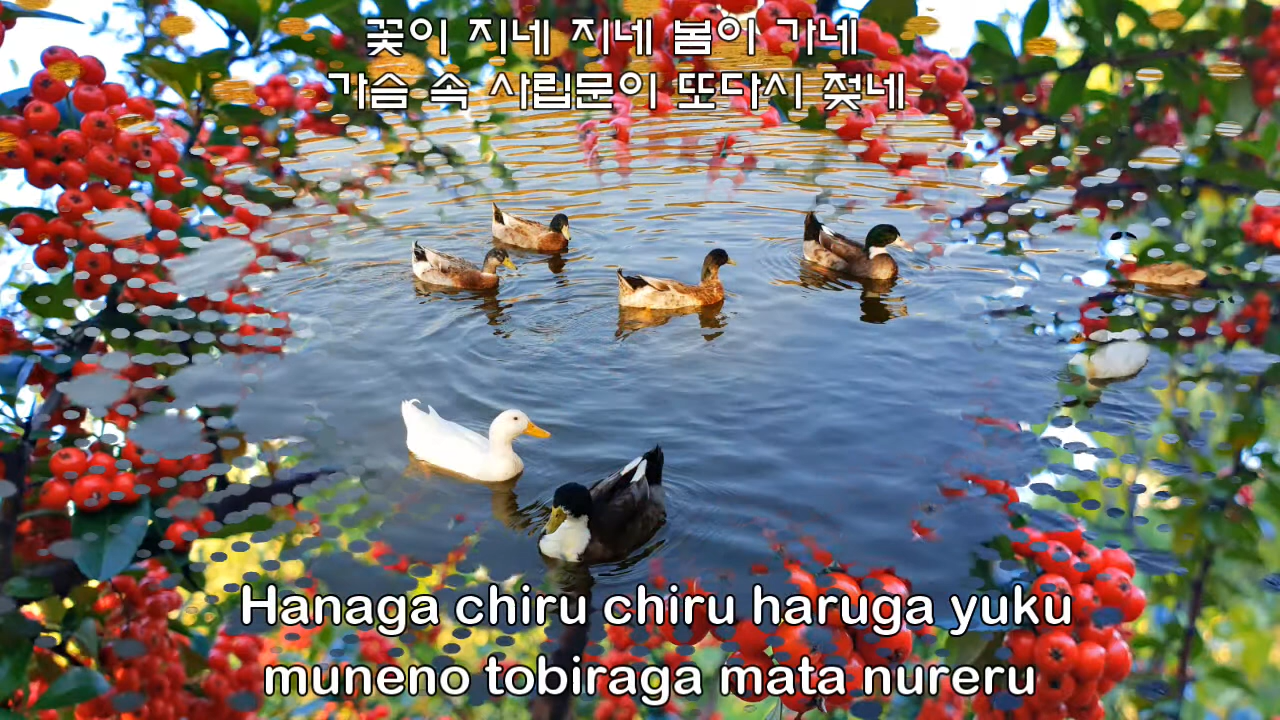 꽃이 지네 지네 봄이 가네
가슴 속 사립문이 또다시 젖네
Hanaga chiru chiru haruga yuku
muneno tobiraga mata nureru